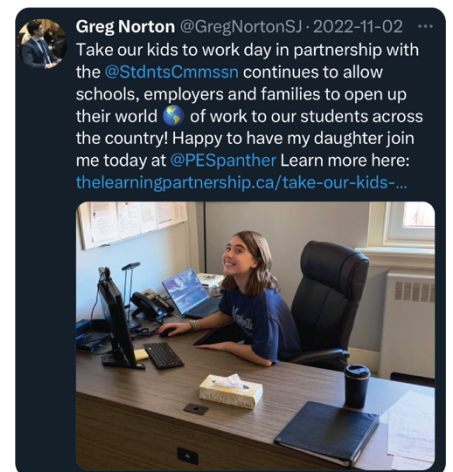 Greg Norton @GregNortonSJ · 2022-11-02 ...
Take our kids to work day in partnership with
the @StdntsCmmssn continues to allow
schools, employers and families to open up
their world 🌎 of work to our students across
the country! Happy to have my daughter join
me today at @PESpanther Learn more here:
thelearningpartnership.ca/take-our-kids-...